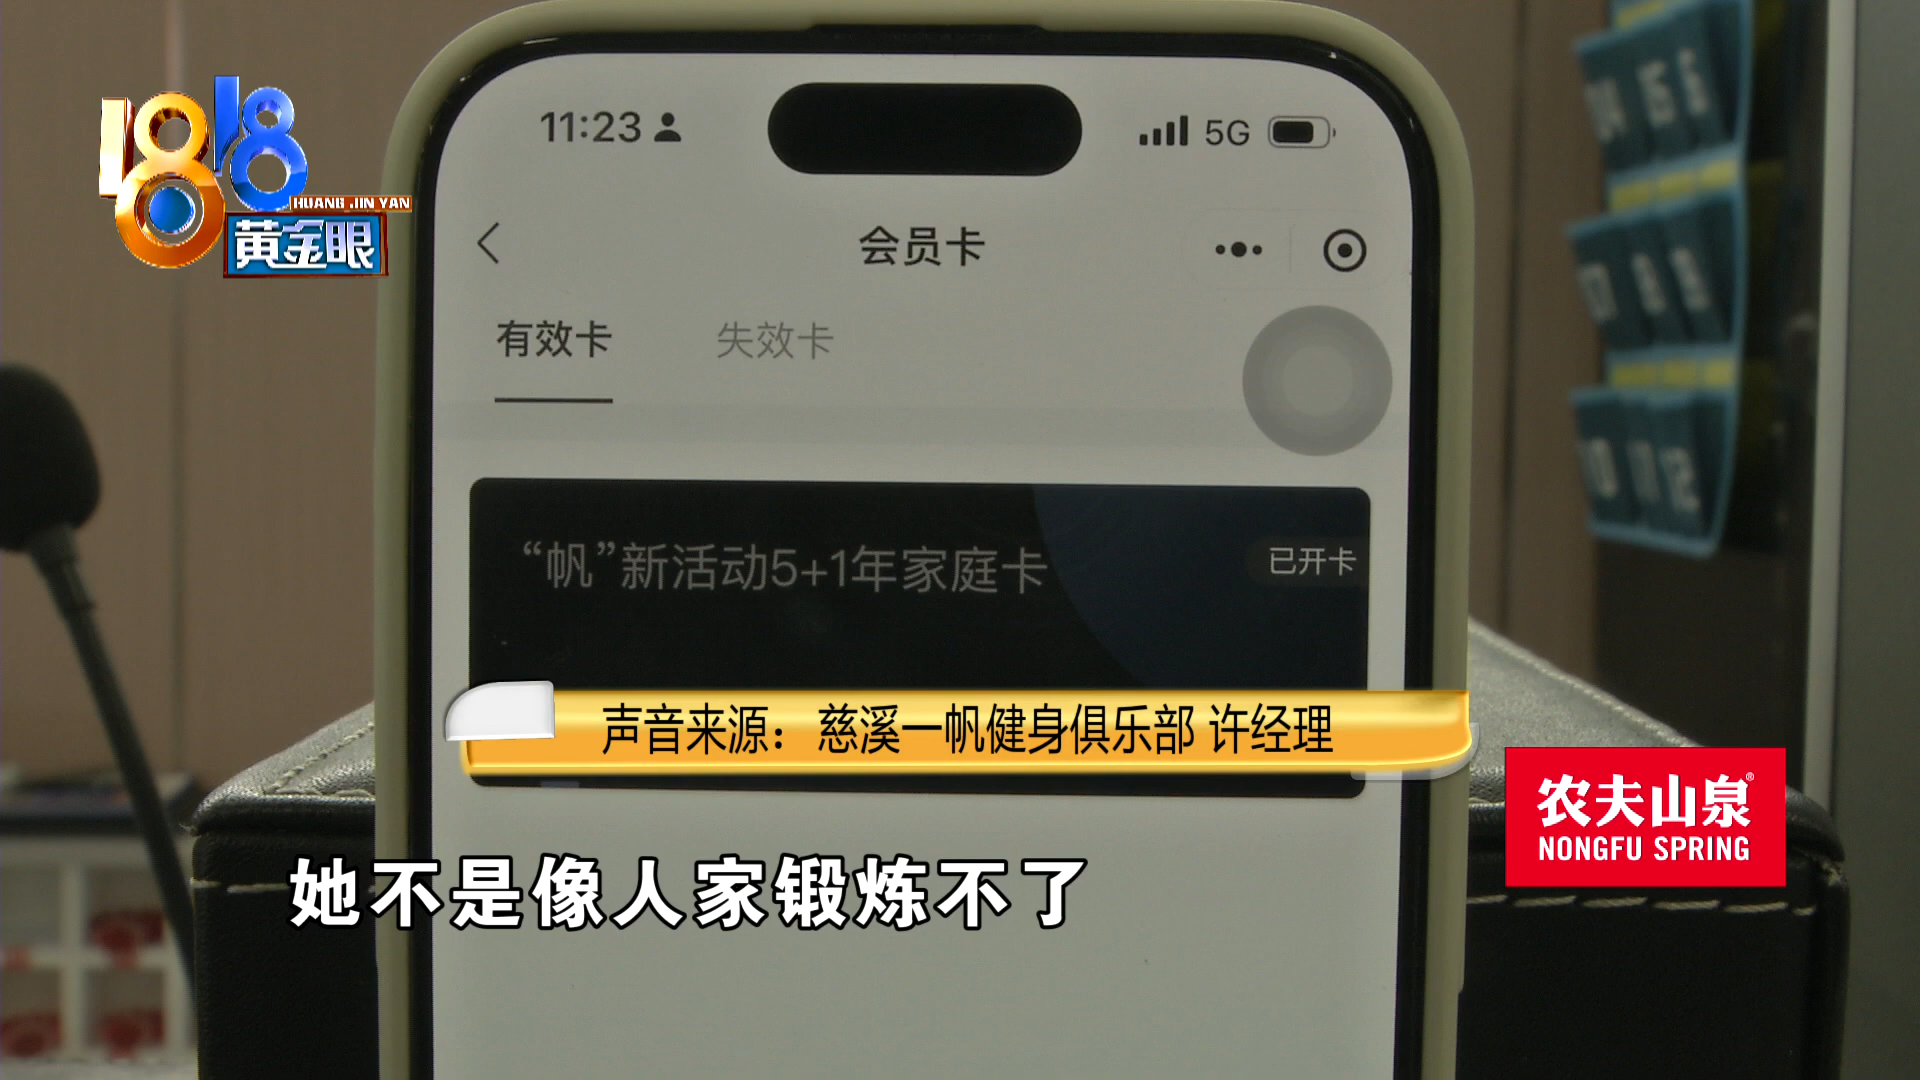 11:23
5G
1818
HUANG JIN YAN
黄金眼
会员卡
有效卡
失效卡
“帆”新活动5+1年家庭卡
已开卡
声音来源：慈溪一帆健身俱乐部 许经理
农夫山泉®
NONGFU SPRING
她不是像人家锻炼不了